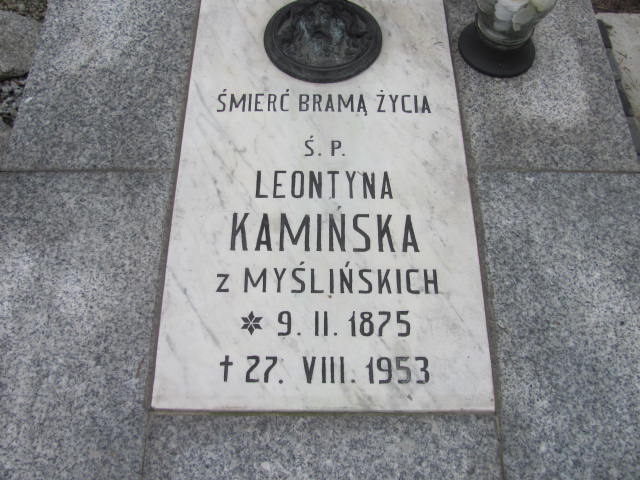 ŚMIERĆ BRAMĄ ŻYCIA
Ś. P.
LEONTYNA
KAMIŃSKA
z MYŚLIŃSKICH
✶ 9. II. 1875
† 27. VIII. 1953